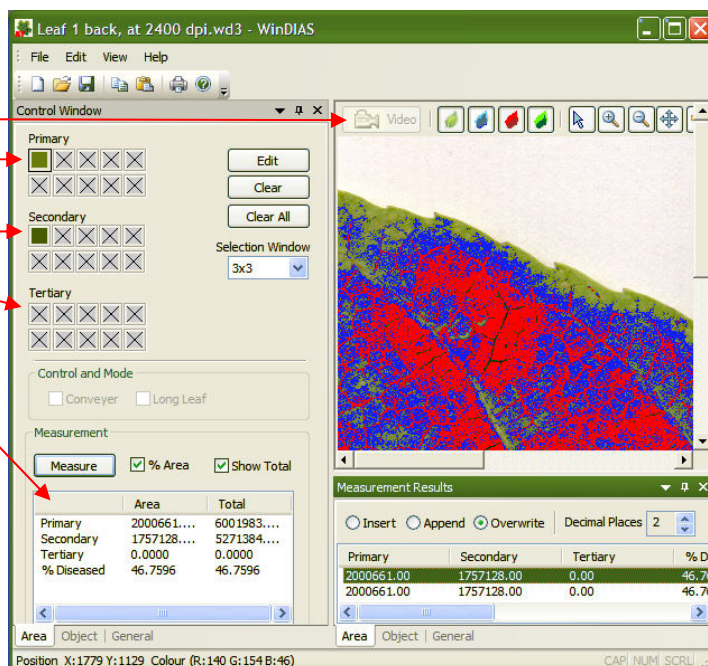 Leaf 1 back, at 2400 dpi.wd3 - WinDIAS
File Edit View Help
Control Window
Primary
Edit
Clear
Secondary
Clear All
Selection Window
3x3
Tertiary
Control and Mode
Conveyer Long Leaf
Measurement
Measure % Area Show Total
Area Total
Primary 2000661.... 6001983....
Secondary 1757128.... 5271384....
Tertiary 0.0000 0.0000
% Diseased 46.7596 46.7596
Area Object General
Video
Measurement Results
Insert Append Overwrite Decimal Places 2
Primary Secondary Tertiary % D
2000661.00 1757128.00 0.00 46.76
2000661.00 1757128.00 0.00 46.76
Area Object General
Position X:1779 Y:1129 Colour (R:140 G:154 B:46) CAP NUM SCRL